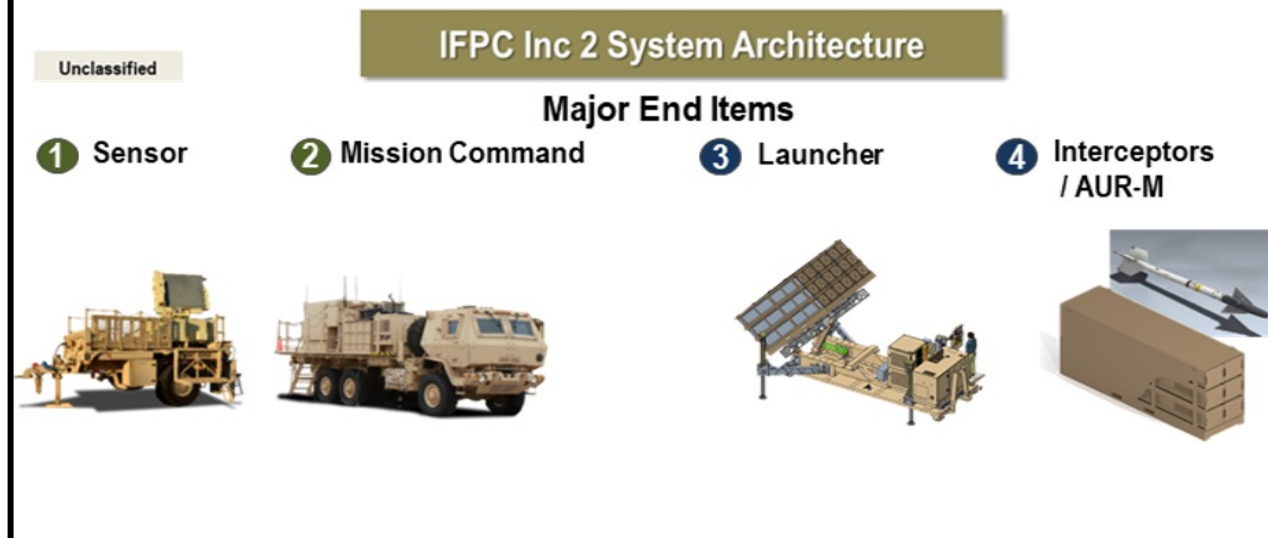 IFPC Inc 2 System Architecture
Unclassified
Major End Items
1 Sensor
2 Mission Command
3 Launcher
4 Interceptors
/ AUR-M